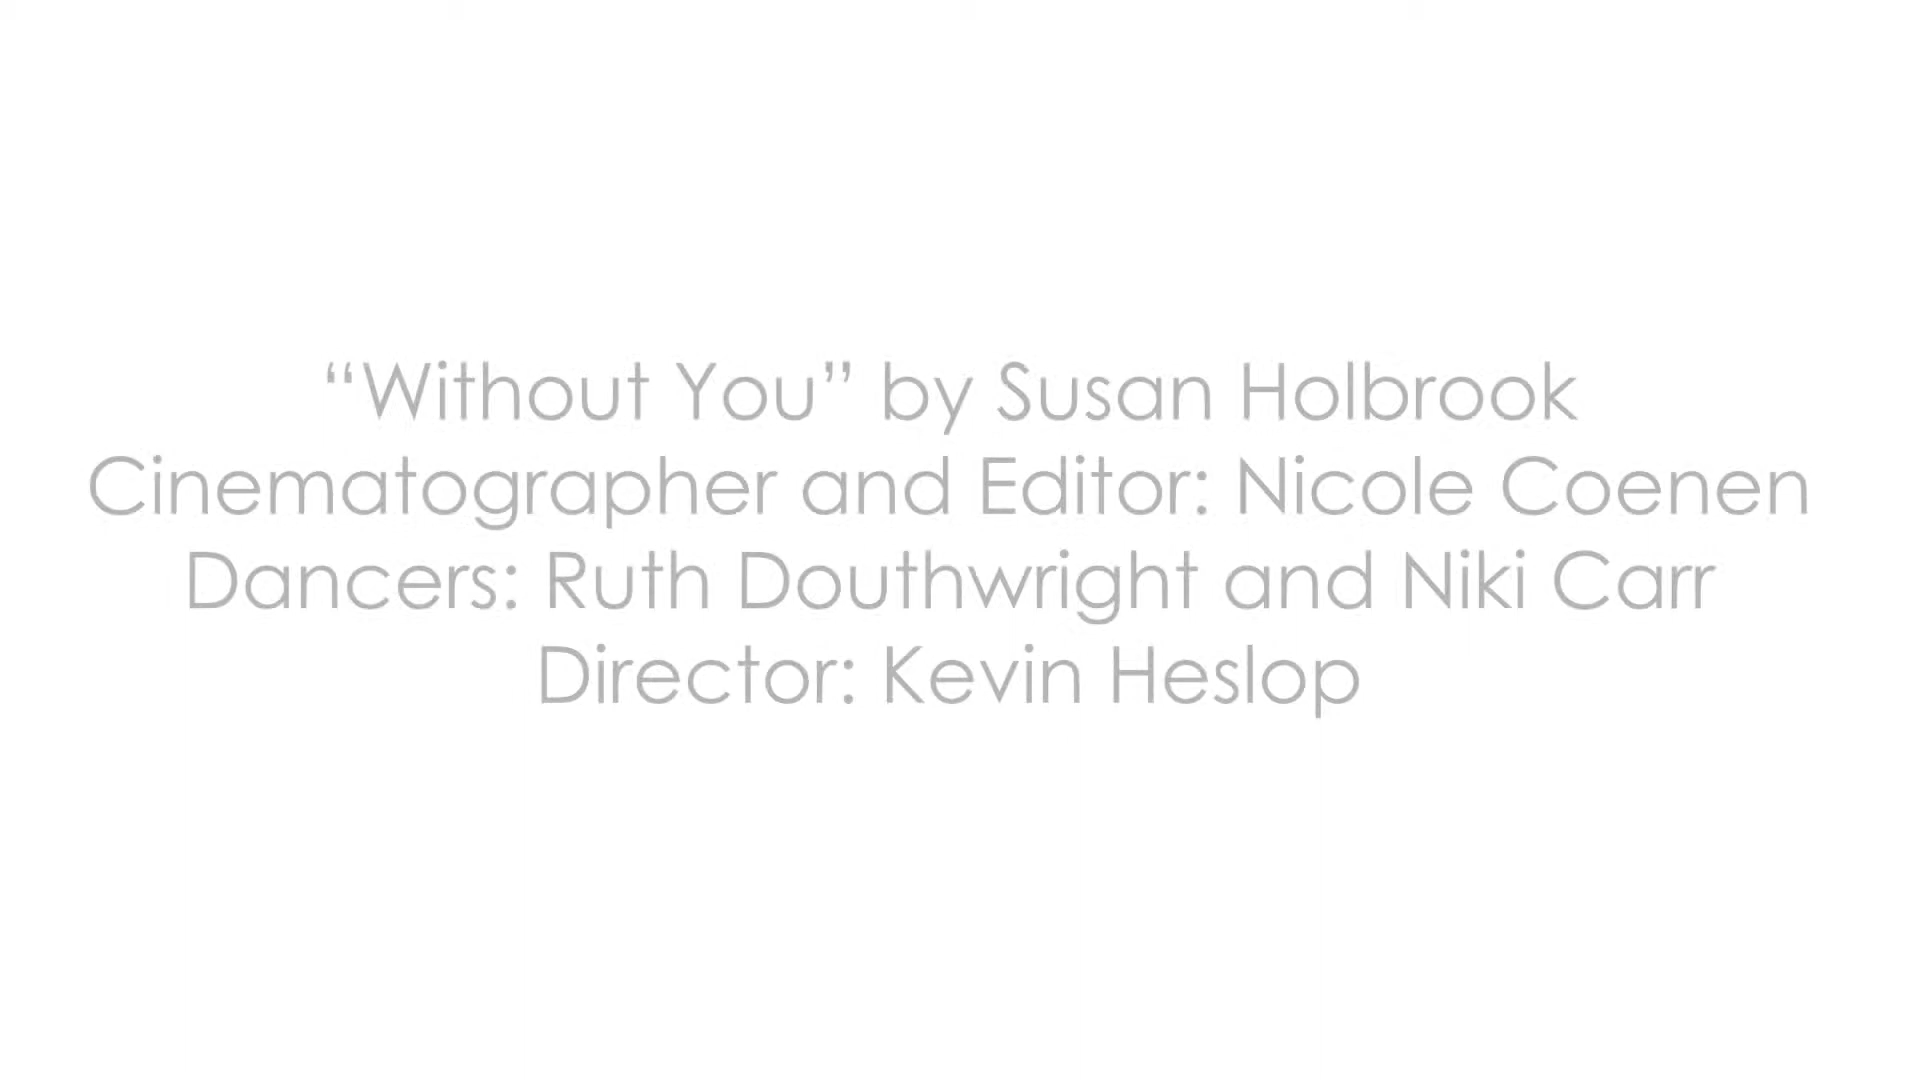 “Without You” by Susan Holbrook
Cinematographer and Editor: Nicole Coenen
Dancers: Ruth Douthwright and Niki Carr
Director: Kevin Heslop